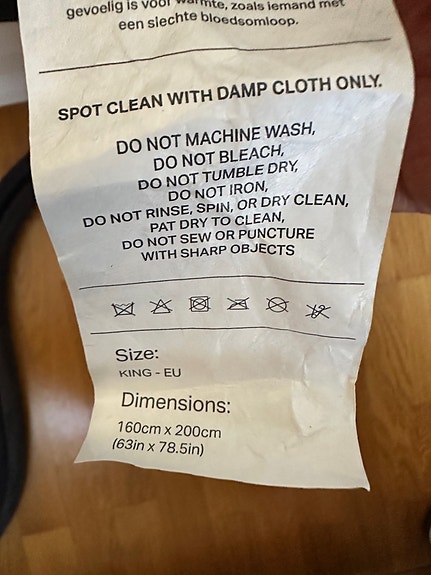 gevoelig is voor warmte, zoals iemand met
een slechte bloedsomloop.
SPOT CLEAN WITH DAMP CLOTH ONLY.
DO NOT MACHINE WASH,
DO NOT BLEACH,
DO NOT TUMBLE DRY,
DO NOT IRON,
DO NOT RINSE, SPIN, OR DRY CLEAN,
PAT DRY TO CLEAN,
DO NOT SEW OR PUNCTURE
WITH SHARP OBJECTS
Size:
KING - EU
Dimensions:
160cm x 200cm
(63in x 78.5in)